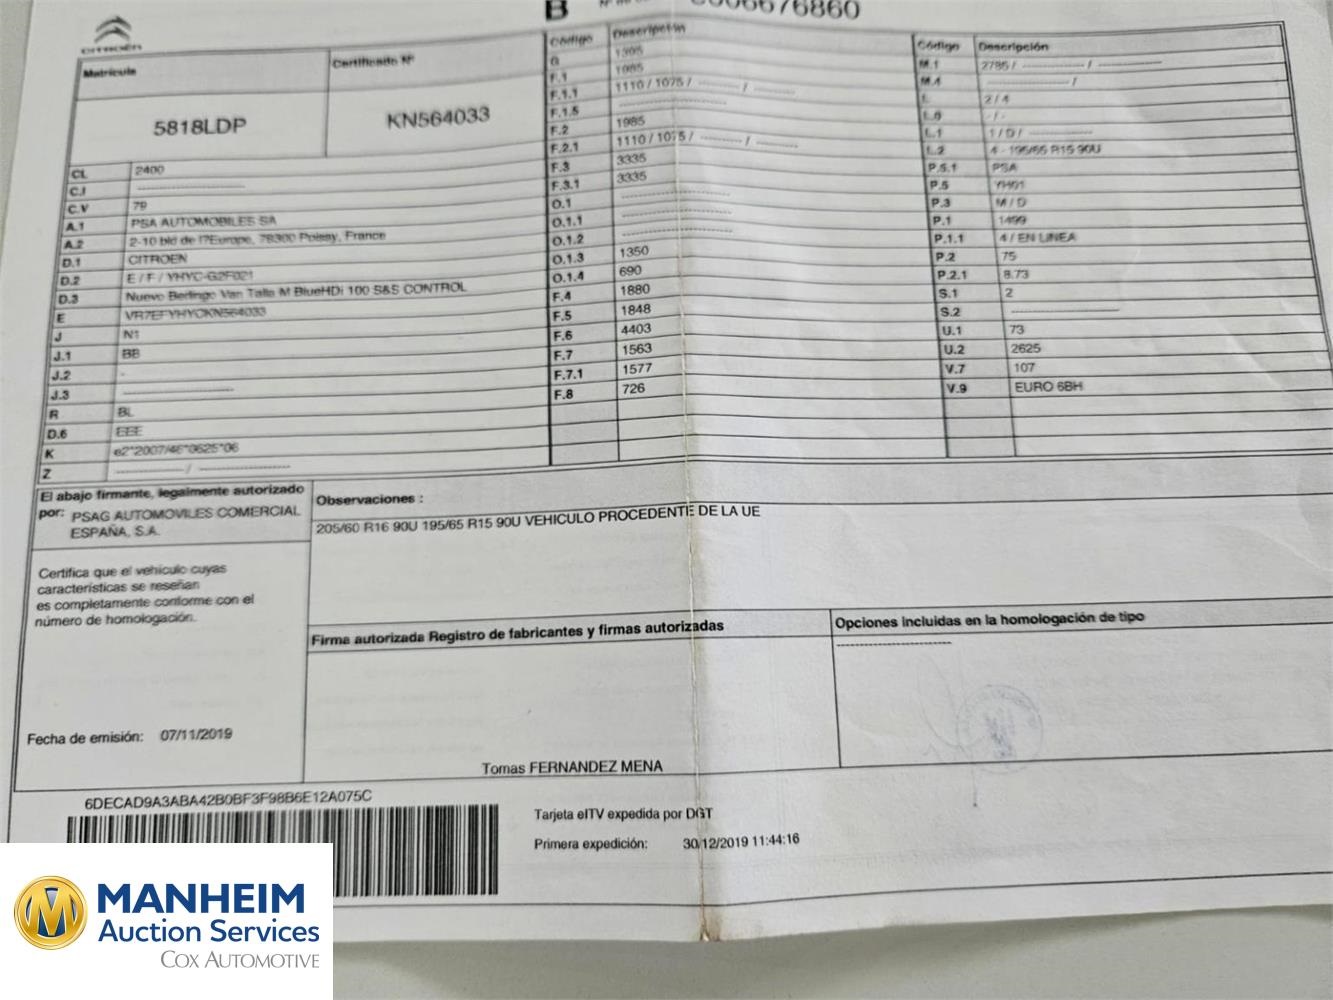 B
CITROËN
Matrícula
Certificado Nº
5818LDP
KN564033
CL 2400
C.I --------------------
C.V 79
A.1 PSA AUTOMOBILES SA
A.2 2-10 bld de l?Europe, 78300 Poissy, France
D.1 CITROEN
D.2 E / F / YHYC-G2F021
D.3 Nuevo Berlingo Van Talla M BlueHDi 100 S&S CONTROL
E VR7EFYHYCKN564033
J N1
J.1 BB
J.2 -
J.3 --------------------
R BL
D.6 EEE
K e2*2007/46*0625*06
Z -------------- / --------------------
Código Descripción
G 1395
F.1 1985
F.1.1 1110 / 1075 / --------- / ---------
F.1.5 --------------------
F.2 1985
F.2.1 1110 / 1075 / --------- / ---------
F.3 3335
F.3.1 3335
O.1 --------------------
O.1.1 --------------------
O.1.2 --------------------
O.1.3 1350
O.1.4 690
F.4 1880
F.5 1848
F.6 4403
F.7 1563
F.7.1 1577
F.8 726
Código Descripción
M.1 2785 / -------------- / --------------
M.4 -------------------- /
L 2 / 4
L.0 - / -
L.1 1 / D / --------------
L.2 4 - 195/65 R15 90U
P.5.1 PSA
P.5 YH01
P.3 M / D
P.1 1499
P.1.1 4 / EN LINEA
P.2 75
P.2.1 8.73
S.1 2
S.2 --------------------
U.1 73
U.2 2625
V.7 107
V.9 EURO 6BH
El abajo firmante, legalmente autorizado
por: PSAG AUTOMOVILES COMERCIAL
ESPAÑA, S.A.
Certifica que el vehículo cuyas
características se reseñan
es completamente conforme con el
número de homologación.
Fecha de emisión: 07/11/2019
Observaciones :
205/60 R16 90U 195/65 R15 90U VEHICULO PROCEDENTE DE LA UE
Firma autorizada Registro de fabricantes y firmas autorizadas
Tomas FERNANDEZ MENA
Opciones incluidas en la homologación de tipo
--------------------
6DECAD9A3ABA42B0BF3F98B6E12A075C
Tarjeta eITV expedida por DGT
Primera expedición: 30/12/2019 11:44:16
MANHEIM
Auction Services
COX AUTOMOTIVE